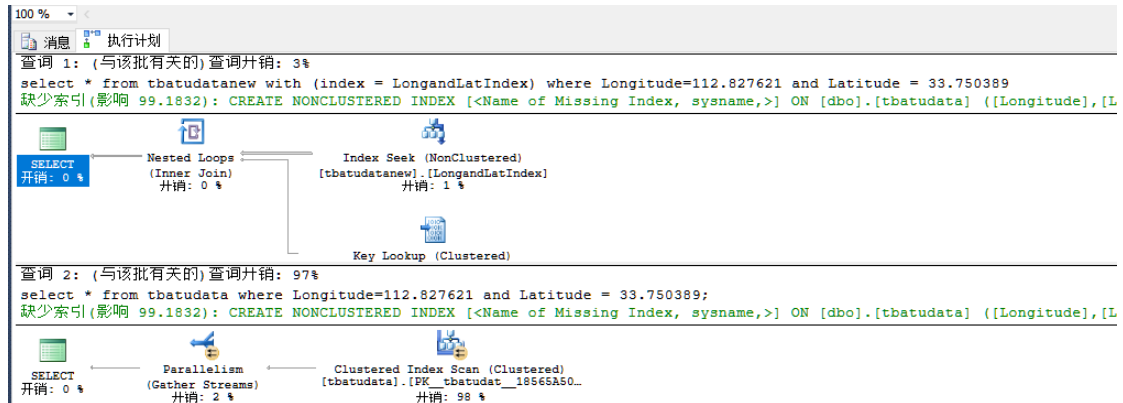 100 %
消息 执行计划
查询 1: (与该批有关的)查询开销: 3%
select * from tbatudatanew with (index = LongandLatIndex) where Longitude=112.827621 and Latitude = 33.750389
缺少索引(影响 99.1832): CREATE NONCLUSTERED INDEX [<Name of Missing Index, sysname,>] ON [dbo].[tbatudata] ([Longitude],[L
SELECT
开销: 0 %
Nested Loops
(Inner Join)
开销: 0 %
Index Seek (NonClustered)
[tbatudatanew].[LongandLatIndex]
开销: 1 %
Key Lookup (Clustered)
查询 2: (与该批有关的)查询开销: 97%
select * from tbatudata where Longitude=112.827621 and Latitude = 33.750389;
缺少索引(影响 99.1832): CREATE NONCLUSTERED INDEX [<Name of Missing Index, sysname,>] ON [dbo].[tbatudata] ([Longitude],[L
SELECT
开销: 0 %
Parallelism
(Gather Streams)
开销: 2 %
Clustered Index Scan (Clustered)
[tbatudata].[PK__tbatudat__18565A50…
开销: 98 %